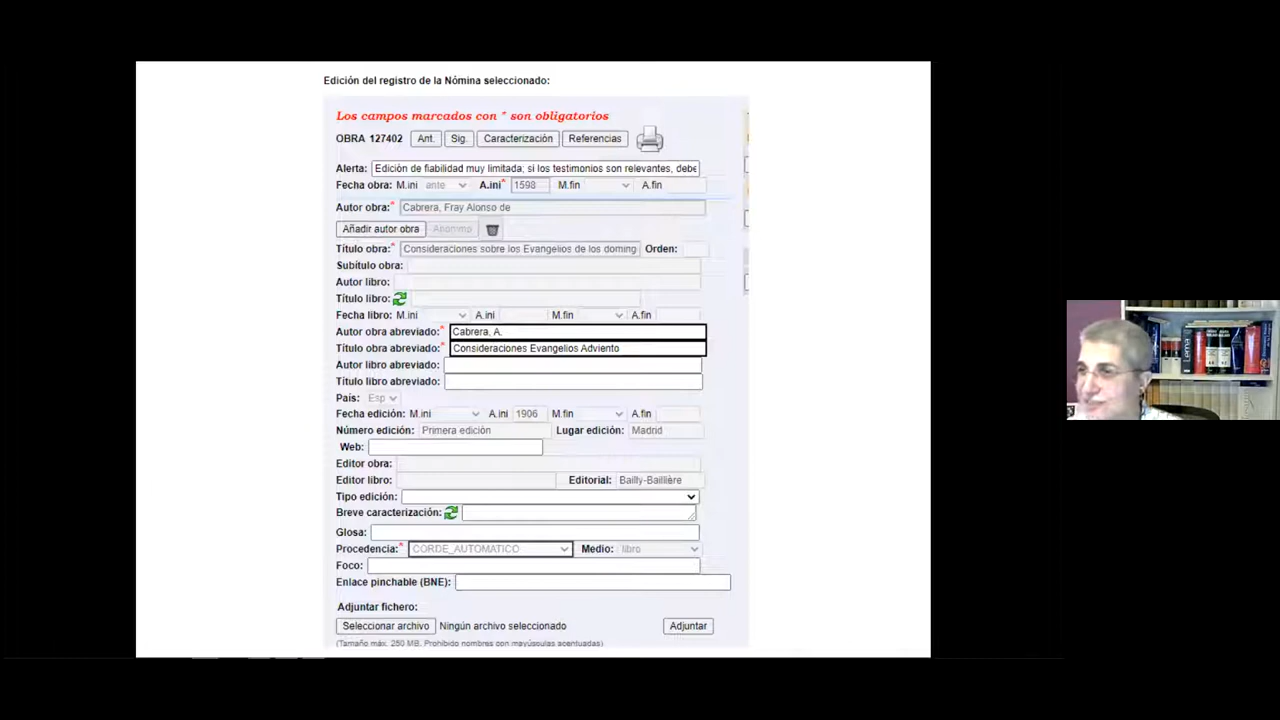 Edición del registro de la Nómina seleccionado:
Los campos marcados con * son obligatorios
OBRA 127402 Ant. Sig. Caracterización Referencias
Alerta: Edición de fiabilidad muy limitada; si los testimonios son relevantes, debe
Fecha obra: M.ini ante A.ini* 1598 M.fin A.fin
Autor obra:* Cabrera, Fray Alonso de
Añadir autor obra Anónimo
Título obra:* Consideraciones sobre los Evangelios de los doming Orden:
Subtítulo obra:
Autor libro:
Título libro:
Fecha libro: M.ini A.ini M.fin A.fin
Autor obra abreviado:* Cabrera, A.
Título obra abreviado:* Consideraciones Evangelios Adviento
Autor libro abreviado:
Título libro abreviado:
País: Esp
Fecha edición: M.ini A.ini 1906 M.fin A.fin
Número edición: Primera edición Lugar edición: Madrid
Web:
Editor obra:
Editor libro: Editorial: Bailly-Baillière
Tipo edición:
Breve caracterización:
Glosa:
Procedencia:* CORDE_AUTOMATICO Medio: libro
Foco:
Enlace pinchable (BNE):
Adjuntar fichero:
Seleccionar archivo Ningún archivo seleccionado Adjuntar
(Tamaño máx. 250 MB. Prohibido nombres con mayúsculas acentuadas)
Lema